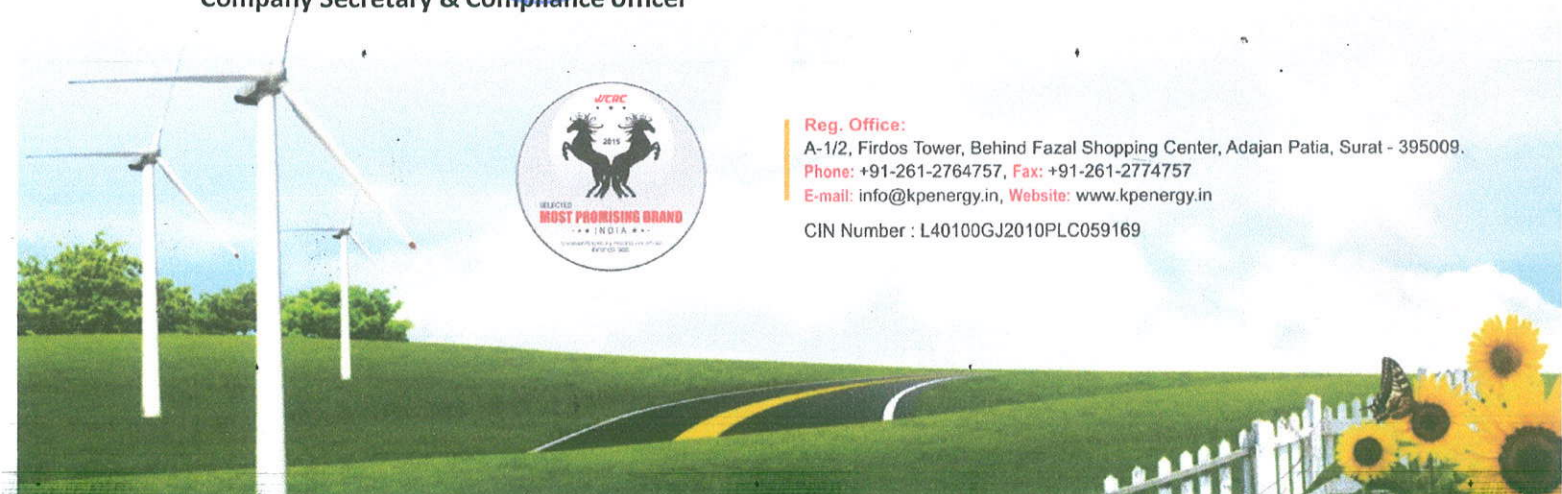 Company Secretary & Compliance officer
WCRC
2015
SELECTED
MOST PROMISING BRAND
INDIA
Reg. Office:
A-1/2, Firdos Tower, Behind Fazal Shopping Center, Adajan Patia, Surat - 395009.
Phone: +91-261-2764757, Fax: +91-261-2774757
E-mail: info@kpenergy.in, Website: www.kpenergy.in
CIN Number : L40100GJ2010PLC059169